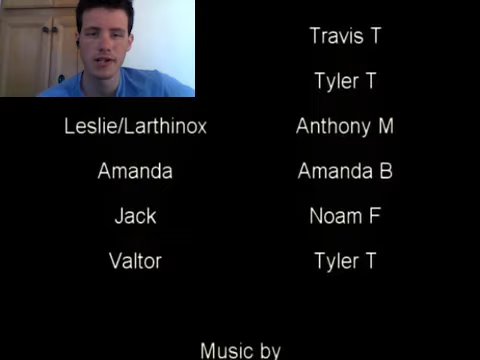 Travis T
Tyler T
Leslie/Larthinox Anthony M
Amanda Amanda B
Jack Noam F
Valtor Tyler T
Music by